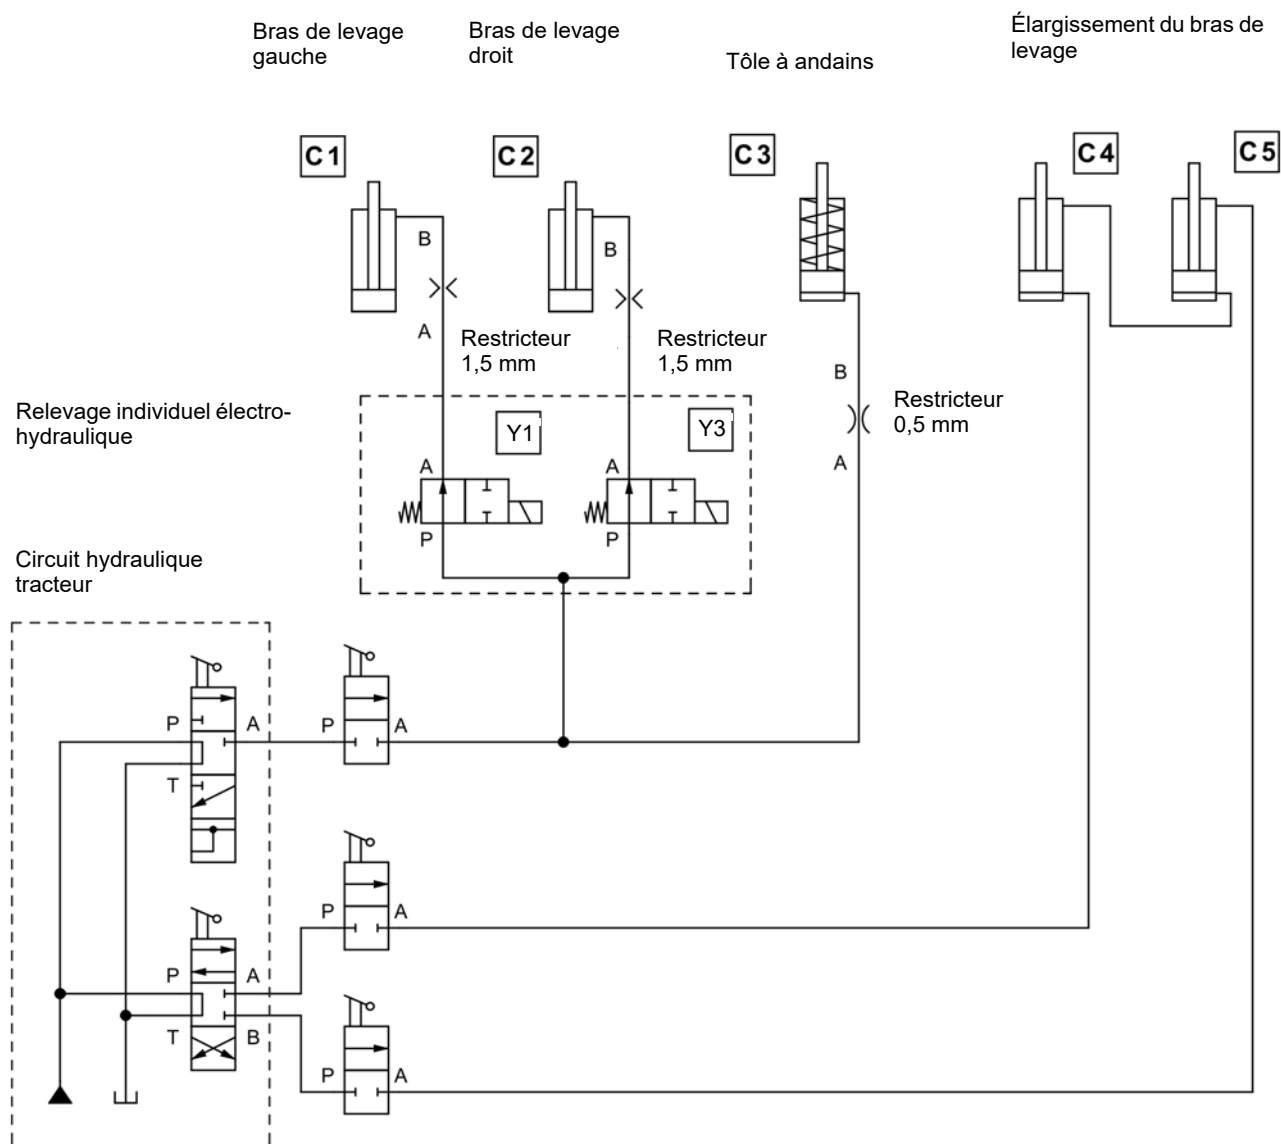 Bras de levage
gauche
Bras de levage
droit
Tôle à andains
Élargissement du bras de
levage
C1
C2
C3
C4
C5
B
A
B
Restricteur
1,5 mm
Restricteur
1,5 mm
B
A
Restricteur
0,5 mm
Relevage individuel électro-
hydraulique
Y1
Y3
A
P
A
P
Circuit hydraulique
tracteur
P
A
T
P
A
P
A
P
A
T
B
P
A